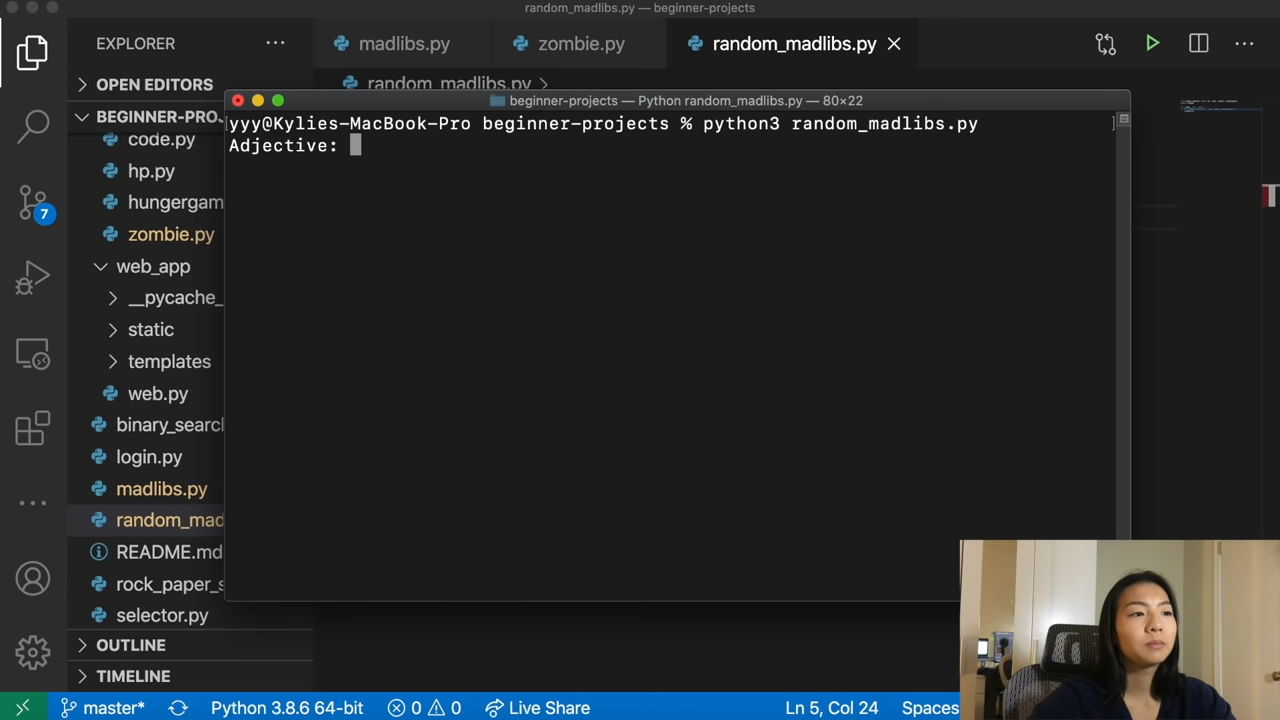 random_madlibs.py — beginner-projects
EXPLORER
madlibs.py
zombie.py
random_madlibs.py
OPEN EDITORS
random_madlibs.py
BEGINNER-PROJ
beginner-projects — Python random_madlibs.py — 80×22
yyy@Kylies-MacBook-Pro beginner-projects % python3 random_madlibs.py
Adjective:
code.py
hp.py
hungergam
zombie.py
web_app
__pycache_
static
templates
web.py
binary_search
login.py
madlibs.py
random_mad
README.md
rock_paper_s
selector.py
OUTLINE
TIMELINE
7
master*
Python 3.8.6 64-bit
0
0
Live Share
Ln 5, Col 24
Spaces